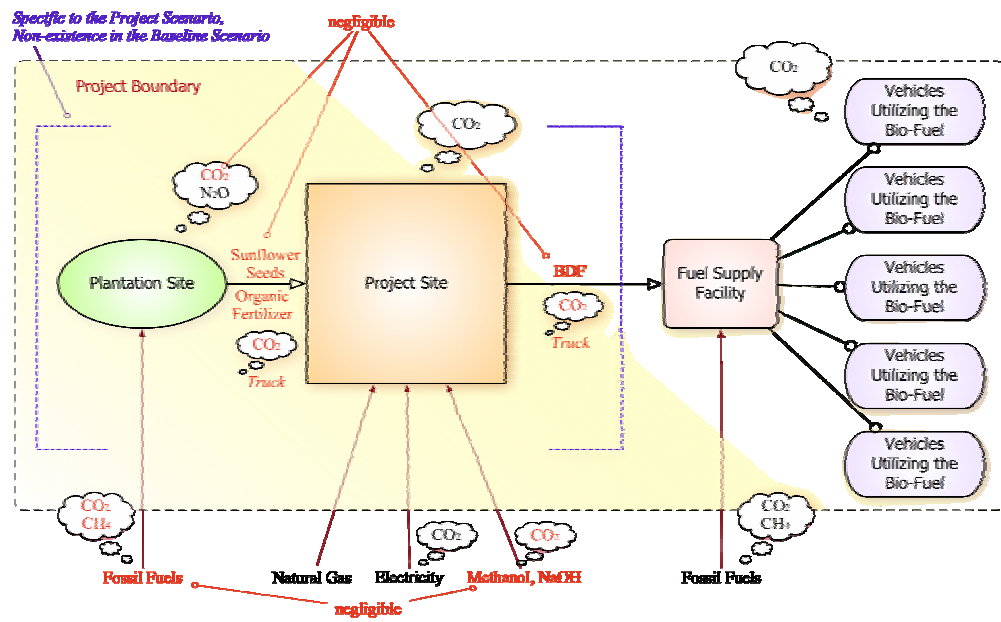 Specific to the Project Scenario,
Non-existence in the Baseline Scenario
negligible
Project Boundary
CO₂
CO₂
CO₂
N₂O
Vehicles
Utilizing the
Bio-Fuel
Vehicles
Utilizing the
Bio-Fuel
Vehicles
Utilizing the
Bio-Fuel
Vehicles
Utilizing the
Bio-Fuel
Vehicles
Utilizing the
Bio-Fuel
Plantation Site
Sunflower
Seeds
Organic
Fertilizer
CO₂
Truck
Project Site
BDF
CO₂
Truck
Fuel Supply
Facility
CO₂
CH₄
Fossil Fuels
Natural Gas
CO₂
Electricity
CO₂
Methanol, NaOH
CO₂
CH₄
Fossil Fuels
negligible